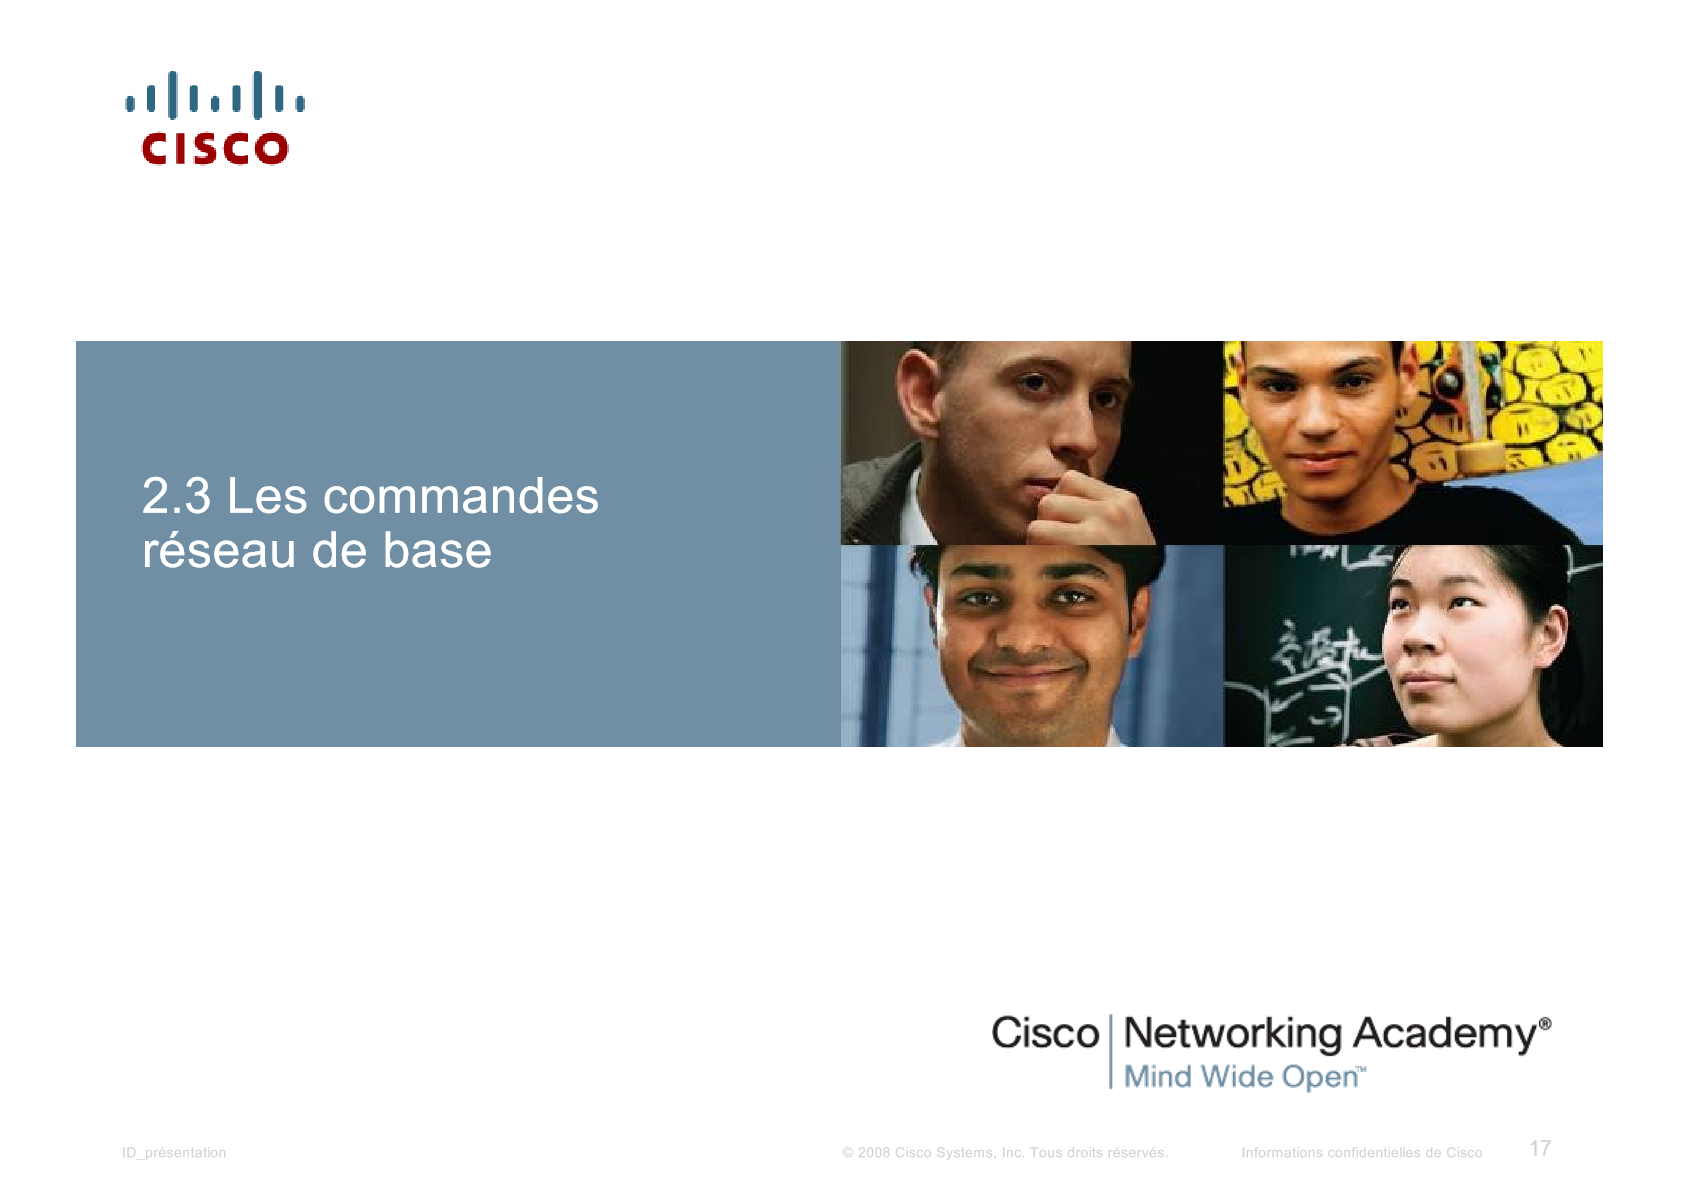 CISCO
2.3 Les commandes
réseau de base
Cisco | Networking Academy®
Mind Wide Open™
ID_présentation
© 2008 Cisco Systems, Inc. Tous droits réservés.
Informations confidentielles de Cisco
17